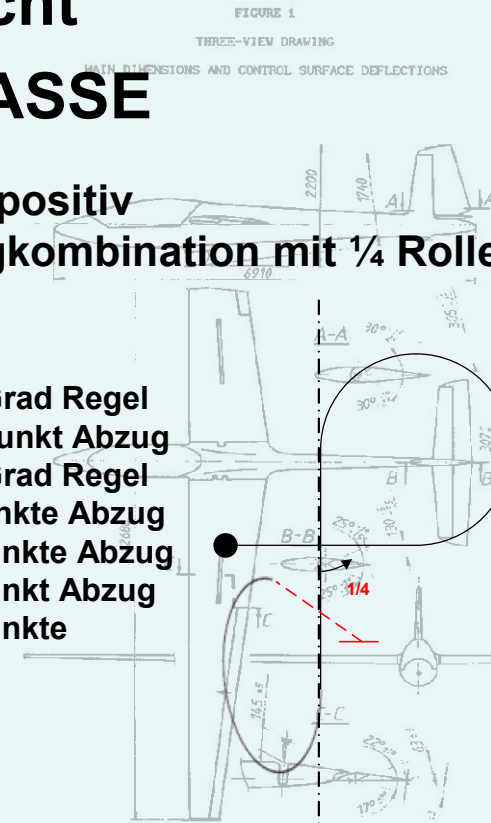 cht
FIGURE 1
THREE-VIEW DRAWING
MAIN DIMENSIONS AND CONTROL SURFACE DEFLECTIONS
ASSE
positiv
gkombination mit ¼ Rolle
2200
1740
A
A
6910
A-A
30°
30°
rad Regel
unkt Abzug
rad Regel
nkte Abzug
nkte Abzug
unkt Abzug
nkte
B
B
B-B
1/4
C